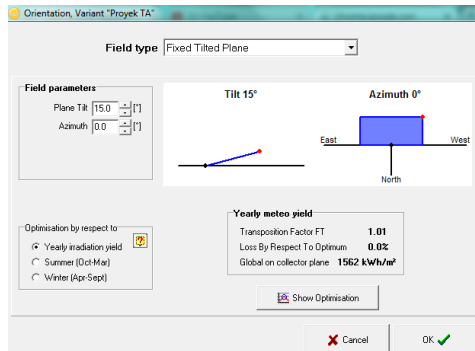 Orientation, Variant "Proyek TA"
Field type Fixed Tilted Plane
Field parameters
Plane Tilt 15.0 [°]
Azimuth 0.0 [°]
Tilt 15°
Azimuth 0°
East
West
North
Optimisation by respect to
Yearly irradiation yield
Summer (Oct-Mar)
Winter (Apr-Sept)
?
Yearly meteo yield
Transposition Factor FT 1.01
Loss By Respect To Optimum 0.0%
Global on collector plane 1562 kWh/m²
Show Optimisation
Cancel
OK